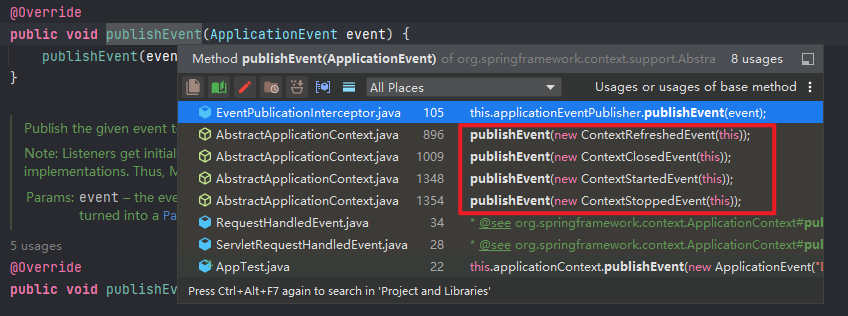 @Override
public void publishEvent(ApplicationEvent event) {
publishEvent(even
}
Method publishEvent(ApplicationEvent) of org.springframework.context.support.Abstra 8 usages
All Places Usages or usages of base method
EventPublicationInterceptor.java 105 this.applicationEventPublisher.publishEvent(event);
AbstractApplicationContext.java 896 publishEvent(new ContextRefreshedEvent(this));
AbstractApplicationContext.java 1009 publishEvent(new ContextClosedEvent(this));
AbstractApplicationContext.java 1348 publishEvent(new ContextStartedEvent(this));
AbstractApplicationContext.java 1354 publishEvent(new ContextStoppedEvent(this));
RequestHandledEvent.java 34 * @see org.springframework.context.ApplicationContext#pub
ServletRequestHandledEvent.java 28 * @see org.springframework.context.ApplicationContext#pub
AppTest.java 22 this.applicationContext.publishEvent(new ApplicationEvent("
Press Ctrl+Alt+F7 again to search in 'Project and Libraries'
Publish the given event t
Note: Listeners get initial
implementations. Thus, M
Params: event – the eve
turned into a Pa
5 usages
@Override
public void publishEv